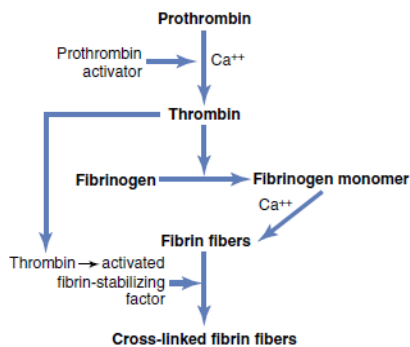 Prothrombin
Prothrombin
activator
Ca++
Thrombin
Fibrinogen
Fibrinogen monomer
Ca++
Fibrin fibers
Thrombin → activated
fibrin-stabilizing
factor
Cross-linked fibrin fibers